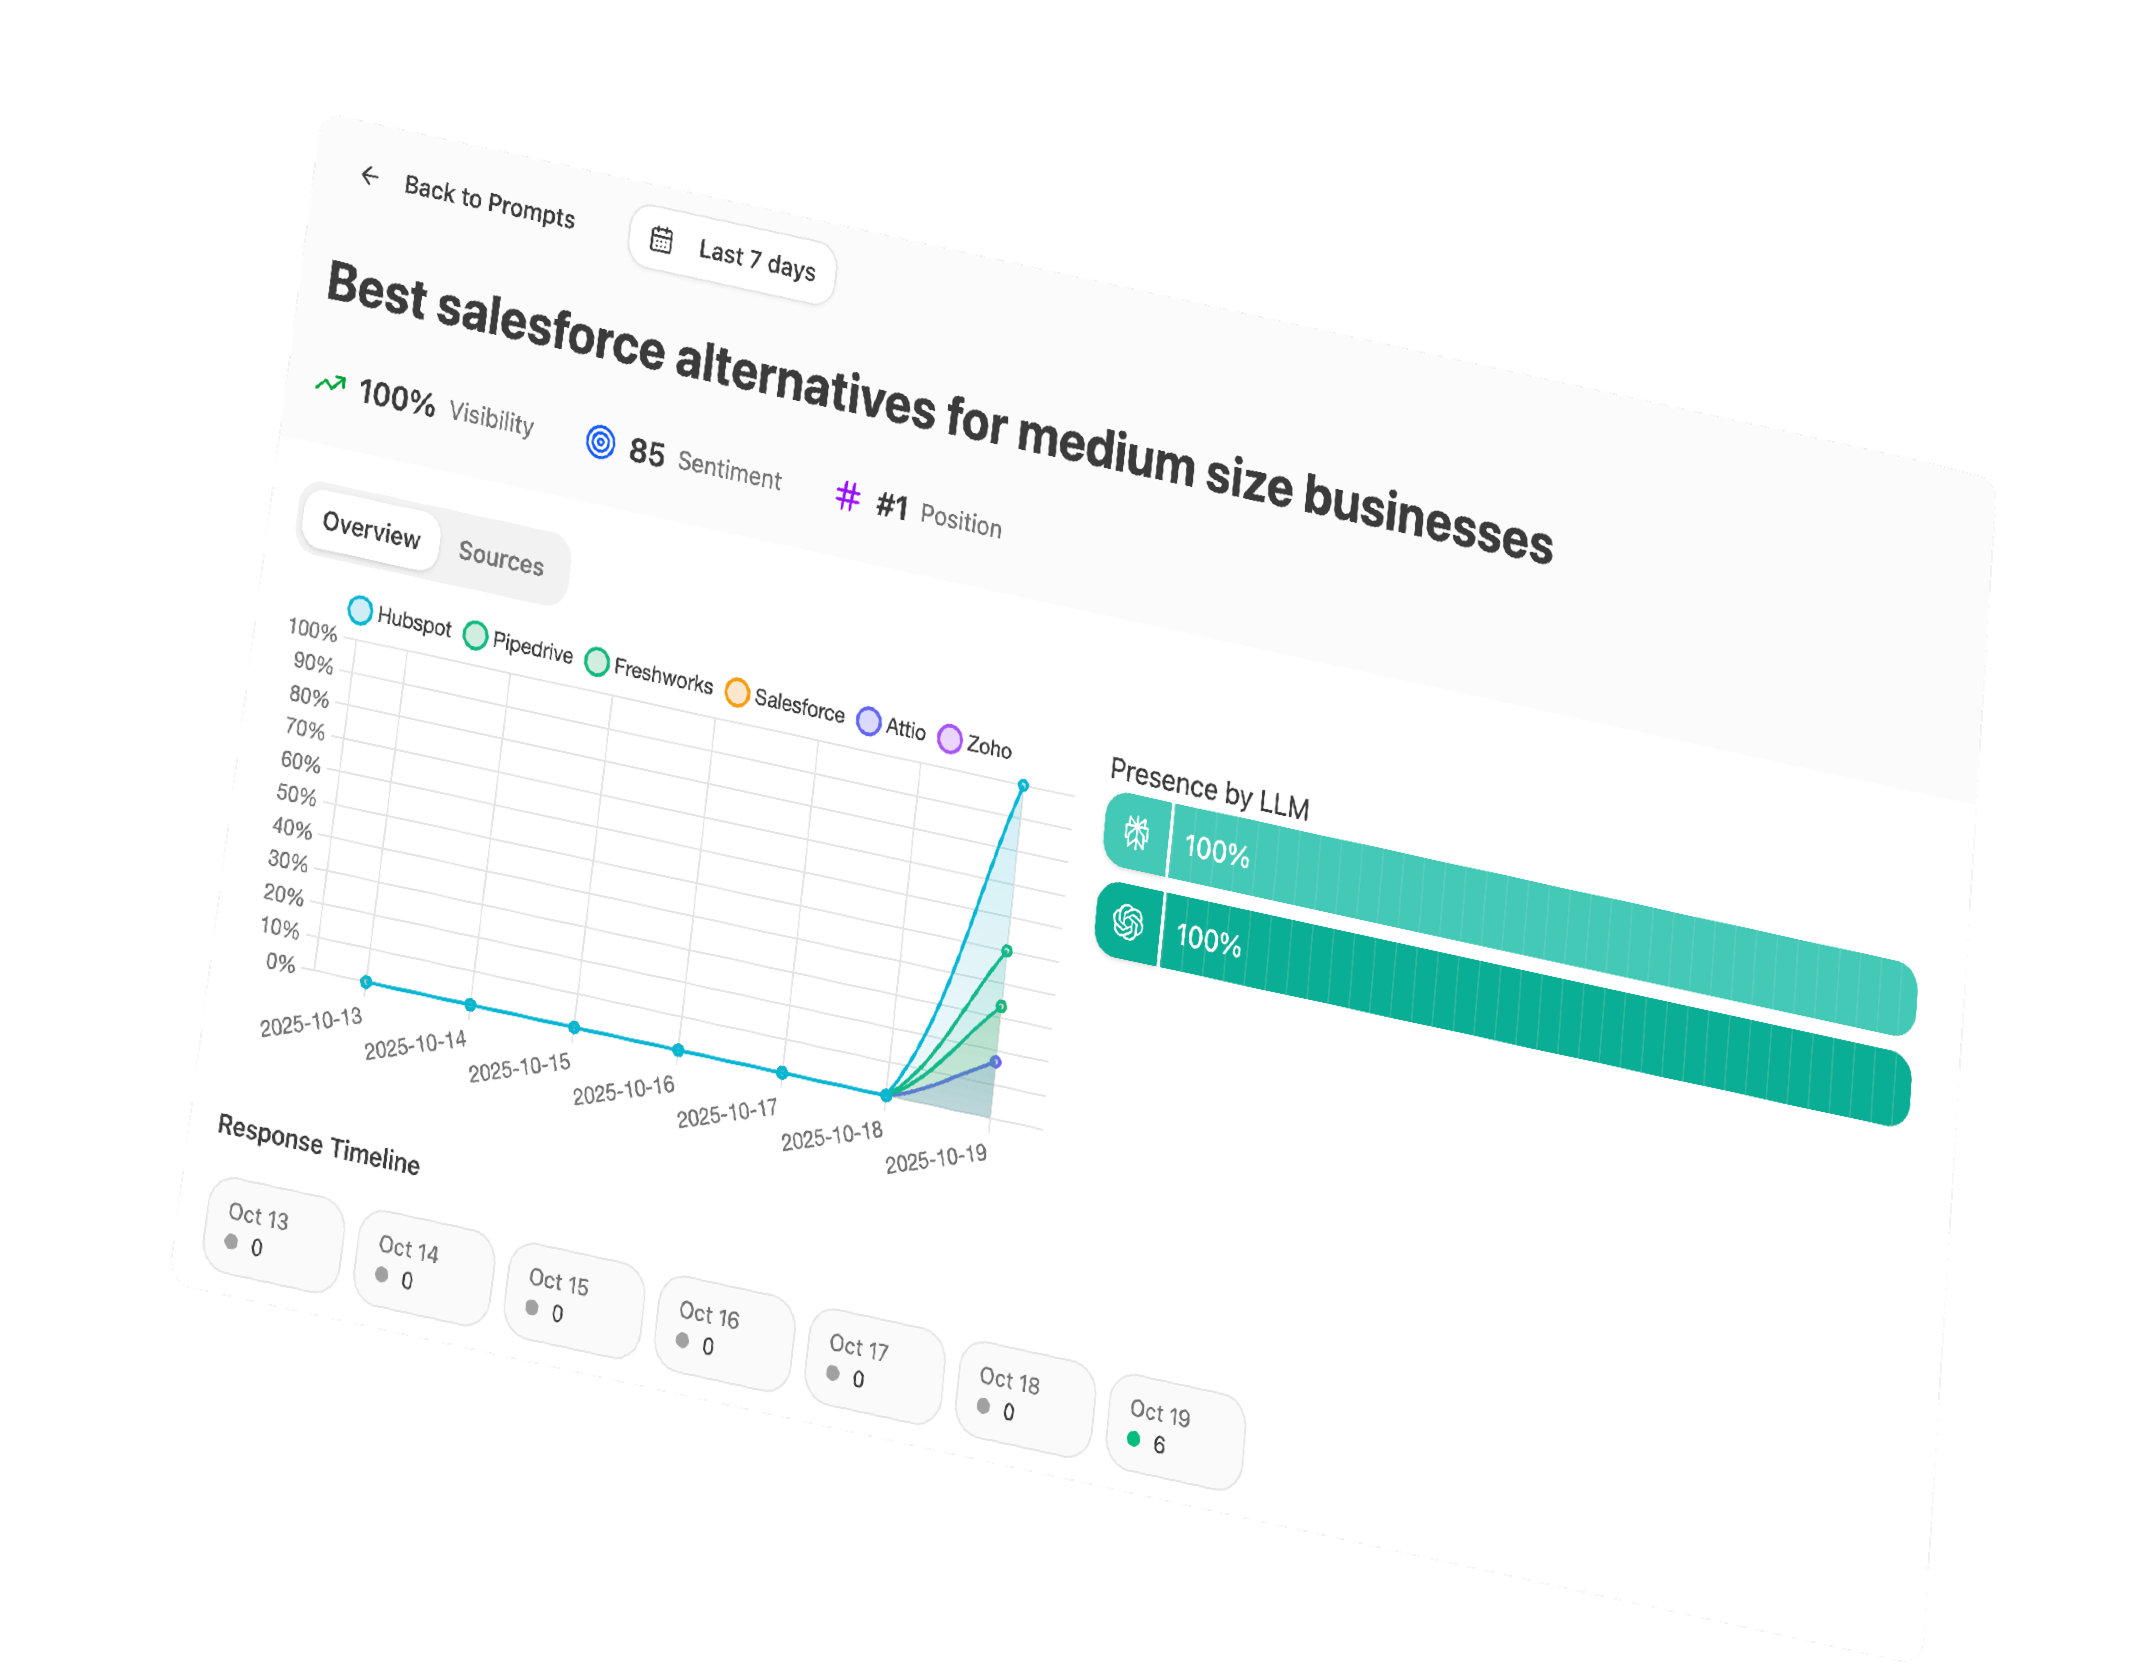 Back to Prompts
Last 7 days
Best salesforce alternatives for medium size businesses
100% Visibility
85 Sentiment
#1 Position
Overview
Sources
Hubspot
Pipedrive
Freshworks
Salesforce
Attio
Zoho
100%
90%
80%
70%
60%
50%
40%
30%
20%
10%
0%
2025-10-13
2025-10-14
2025-10-15
2025-10-16
2025-10-17
2025-10-18
2025-10-19
Presence by LLM
100%
100%
Response Timeline
Oct 13
0
Oct 14
0
Oct 15
0
Oct 16
0
Oct 17
0
Oct 18
0
Oct 19
6